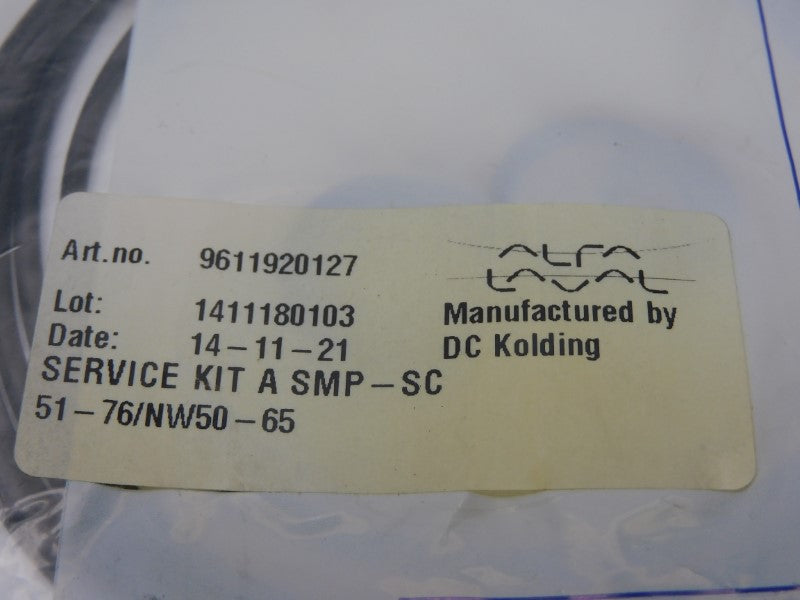 Art.no. 9611920127
ALFA
LAVAL
Lot: 1411180103
Manufactured by
Date: 14-11-21
DC Kolding
SERVICE KIT A SMP-SC
51-76/NW50-65